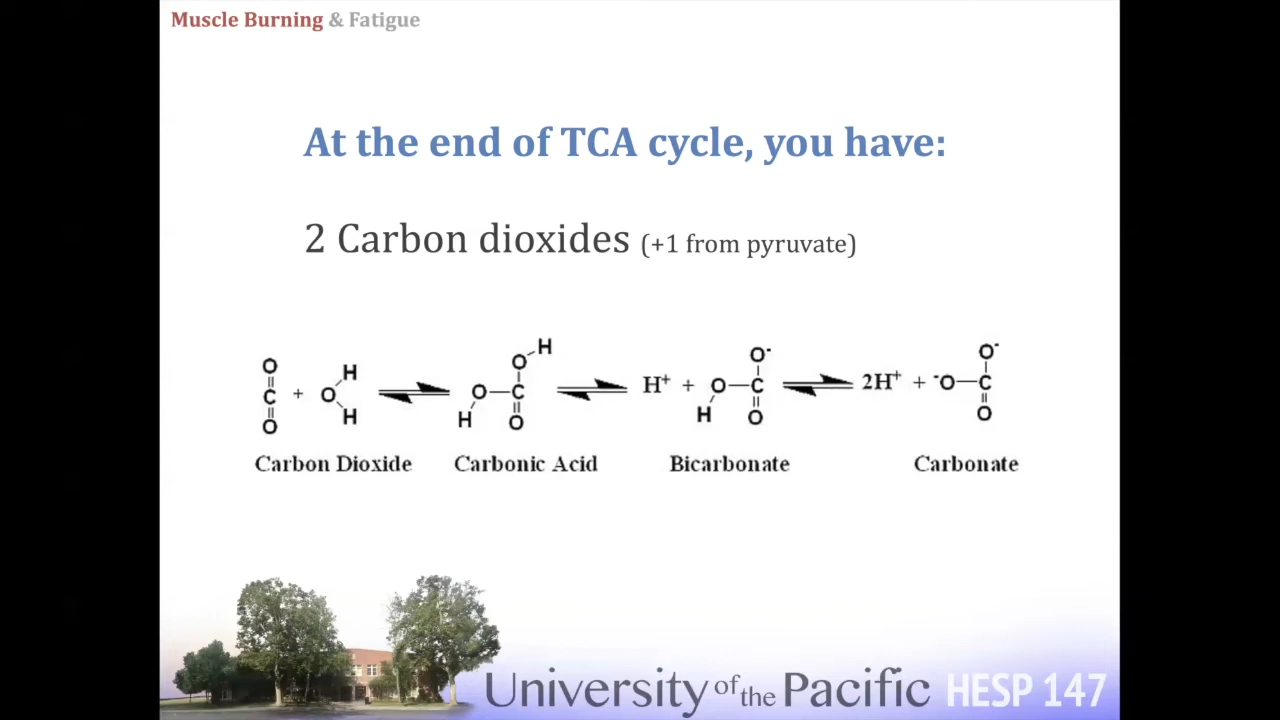 Muscle Burning & Fatigue
At the end of TCA cycle, you have:
2 Carbon dioxides (+1 from pyruvate)
O
C
O
+
H
O
H
H
O
O
C
H
O
H⁺ +
O⁻
O
C
H
O
2H⁺ +
O⁻
⁻O
C
O
Carbon Dioxide
Carbonic Acid
Bicarbonate
Carbonate
University of the Pacific HESP 147